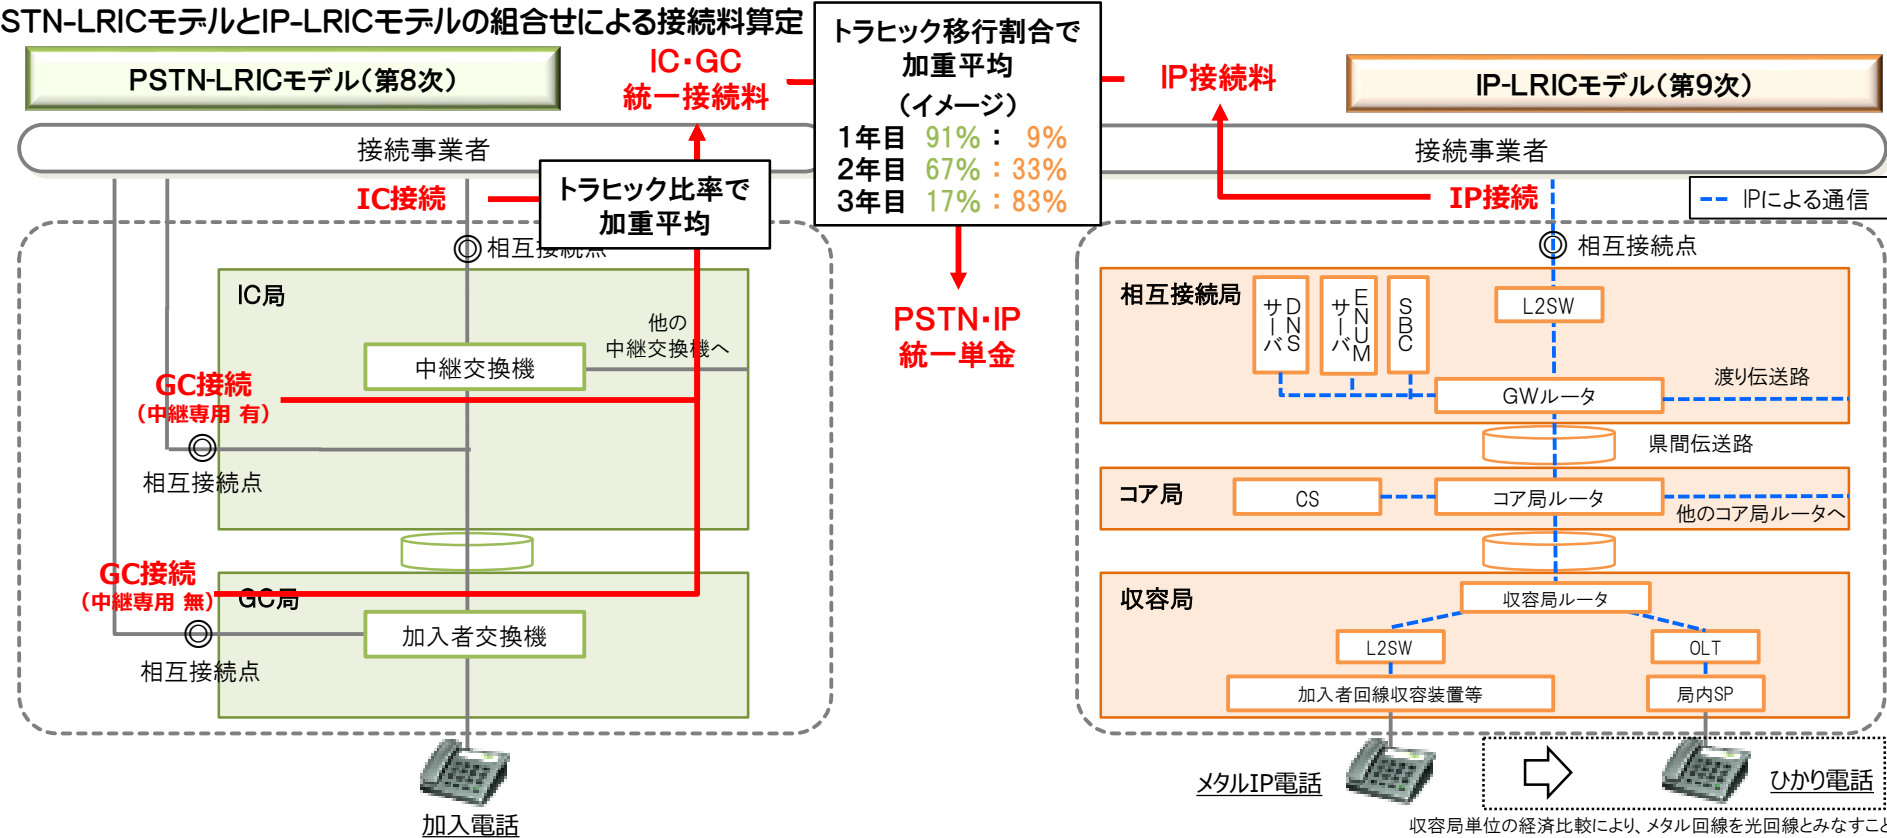 STN-LRICモデルとIP-LRICモデルの組合せによる接続料算定
PSTN-LRICモデル(第8次)
IC・GC
統一接続料
トラヒック移行割合で
加重平均
(イメージ)
1年目 91% : 9%
2年目 67% : 33%
3年目 17% : 83%
IP接続料
IP-LRICモデル(第9次)
接続事業者
接続事業者
IC接続
トラヒック比率で
加重平均
IP接続
IPによる通信
相互接続点
相互接続点
IC局
他の
中継交換機へ
中継交換機
GC接続
(中継専用 有)
相互接続点
GC接続
(中継専用 無)
GC局
加入者交換機
相互接続点
加入電話
PSTN・IP
統一単金
相互接続局
DNS
サーバ
ENUM
サーバ
SBC
L2SW
GWルータ
渡り伝送路
県間伝送路
コア局
CS
コア局ルータ
他のコア局ルータへ
収容局
収容局ルータ
L2SW
OLT
加入者回線収容装置等
局内SP
メタルIP電話
ひかり電話
収容局単位の経済比較により、メタル回線を光回線とみなすこと